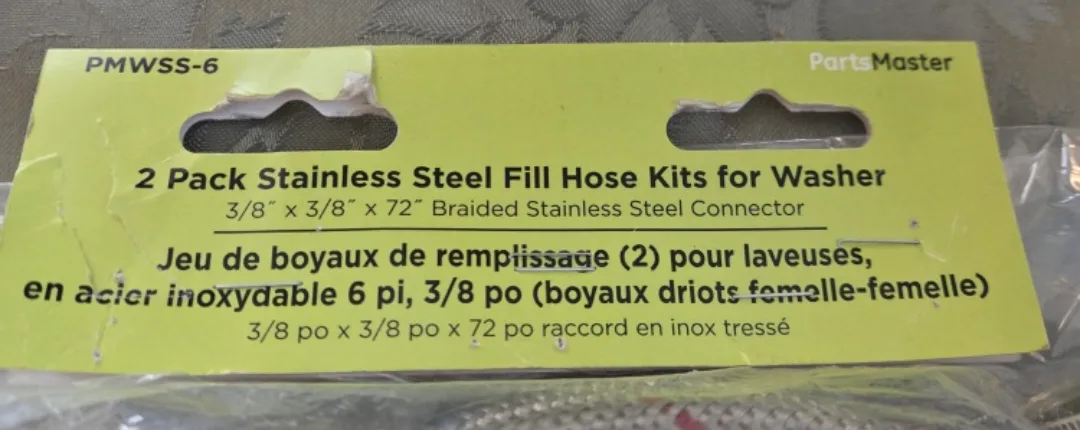 PMWSS-6
PartsMaster
2 Pack Stainless Steel Fill Hose Kits for Washer
3/8″ x 3/8″ x 72″ Braided Stainless Steel Connector
Jeu de boyaux de remplissage (2) pour laveuses,
en acier inoxydable 6 pi, 3/8 po (boyaux driots femelle-femelle)
3/8 po x 3/8 po x 72 po raccord en inox tressé